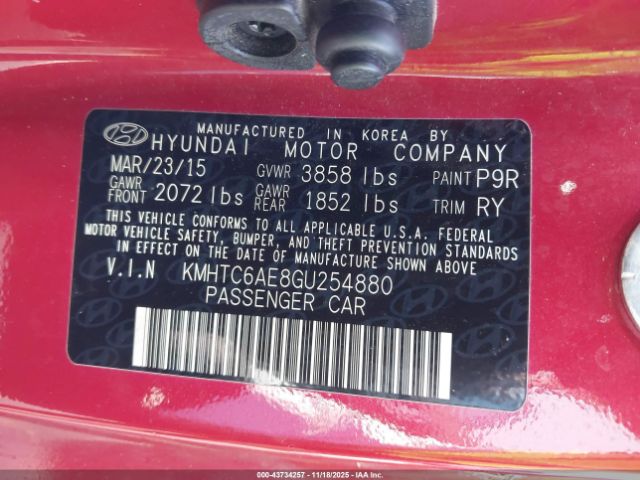 MANUFACTURED IN KOREA BY
HYUNDAI MOTOR COMPANY
MAR/23/15 GVWR 3858 lbs PAINT P9R
GAWR FRONT 2072 lbs GAWR REAR 1852 lbs TRIM RY
THIS VEHICLE CONFORMS TO ALL APPLICABLE U.S.A. FEDERAL
MOTOR VEHICLE SAFETY, BUMPER, AND THEFT PREVENTION STANDARDS
IN EFFECT ON THE DATE OF MANUFACTURE SHOWN ABOVE
V.I.N KMHTC6AE8GU254880
PASSENGER CAR
000-43734257 11/18/2025 - IAAI.COM